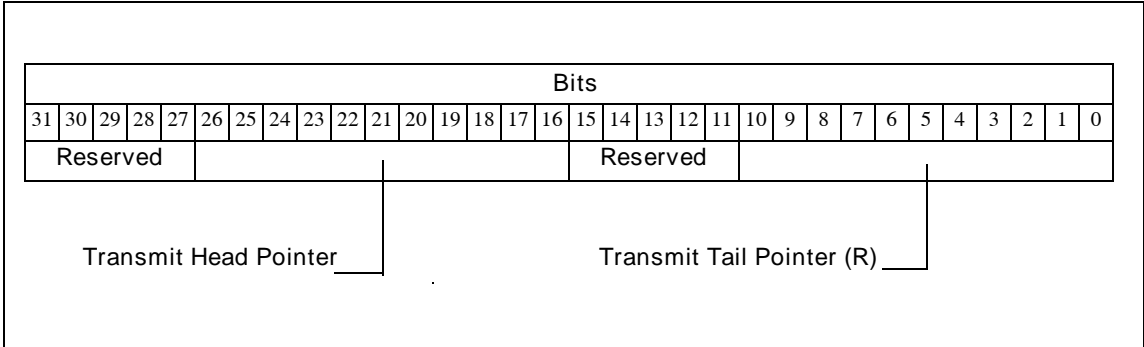 Bits
31 30 29 28 27 26 25 24 23 22 21 20 19 18 17 16 15 14 13 12 11 10 9 8 7 6 5 4 3 2 1 0
Reserved Reserved
Transmit Head Pointer Transmit Tail Pointer (R)